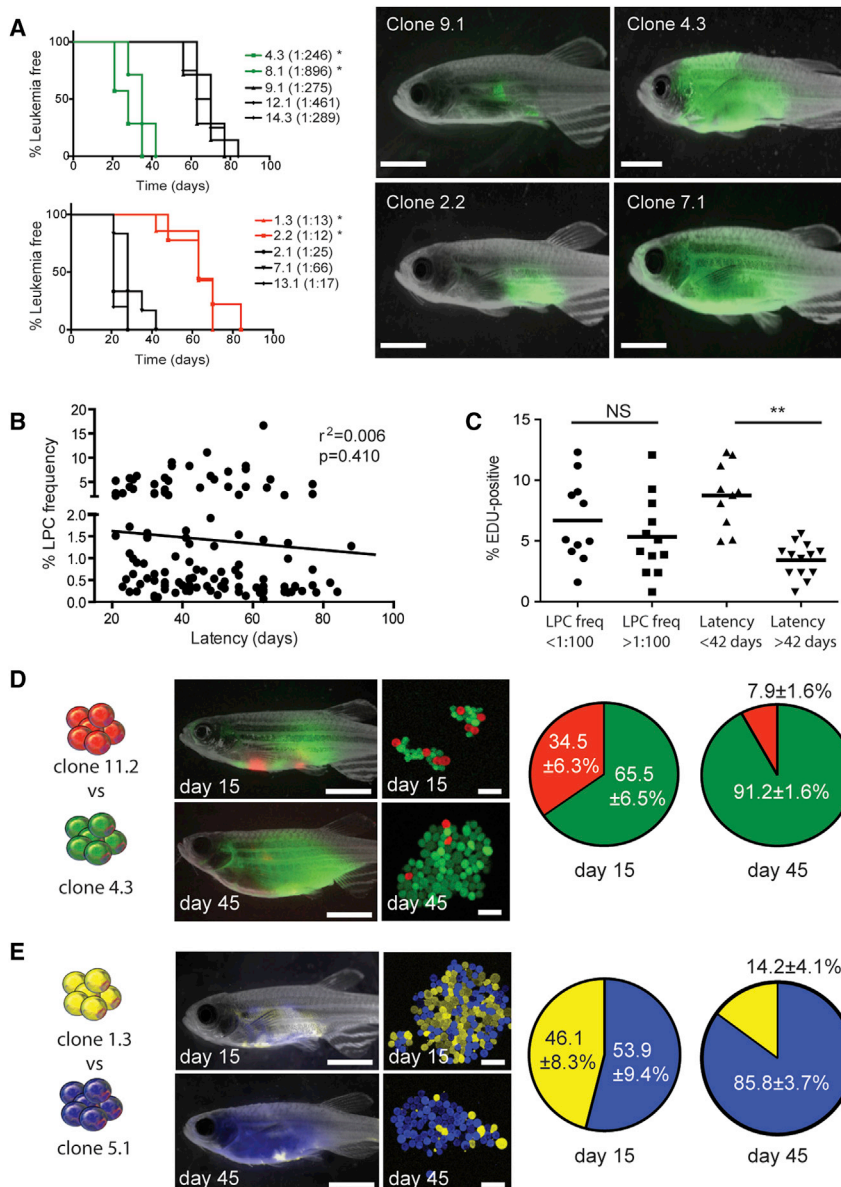 A
% Leukemia free
100
50
0
0 20 40 60 80 100
Time (days)
4.3 (1:246) *
8.1 (1:896) *
9.1 (1:275)
12.1 (1:461)
14.3 (1:289)
% Leukemia free
100
50
0
0 20 40 60 80 100
Time (days)
1.3 (1:13) *
2.2 (1:12) *
2.1 (1:25)
7.1 (1:66)
13.1 (1:17)
Clone 9.1
Clone 4.3
Clone 2.2
Clone 7.1
B
% LPC frequency
20
15
10
5
2.0
1.5
1.0
0.5
0.0
20 40 60 80 100
Latency (days)
r²=0.006
p=0.410
C
% EDU-positive
15
10
5
0
NS
**
LPC freq
<1:100
LPC freq
>1:100
Latency
<42 days
Latency
>42 days
D
clone 11.2
vs
clone 4.3
day 15
day 15
day 45
day 45
34.5
±6.3%
65.5
±6.5%
day 15
7.9±1.6%
91.2±1.6%
day 45
E
clone 1.3
vs
clone 5.1
day 15
day 15
day 45
day 45
46.1
±8.3%
53.9
±9.4%
day 15
14.2±4.1%
85.8±3.7%
day 45